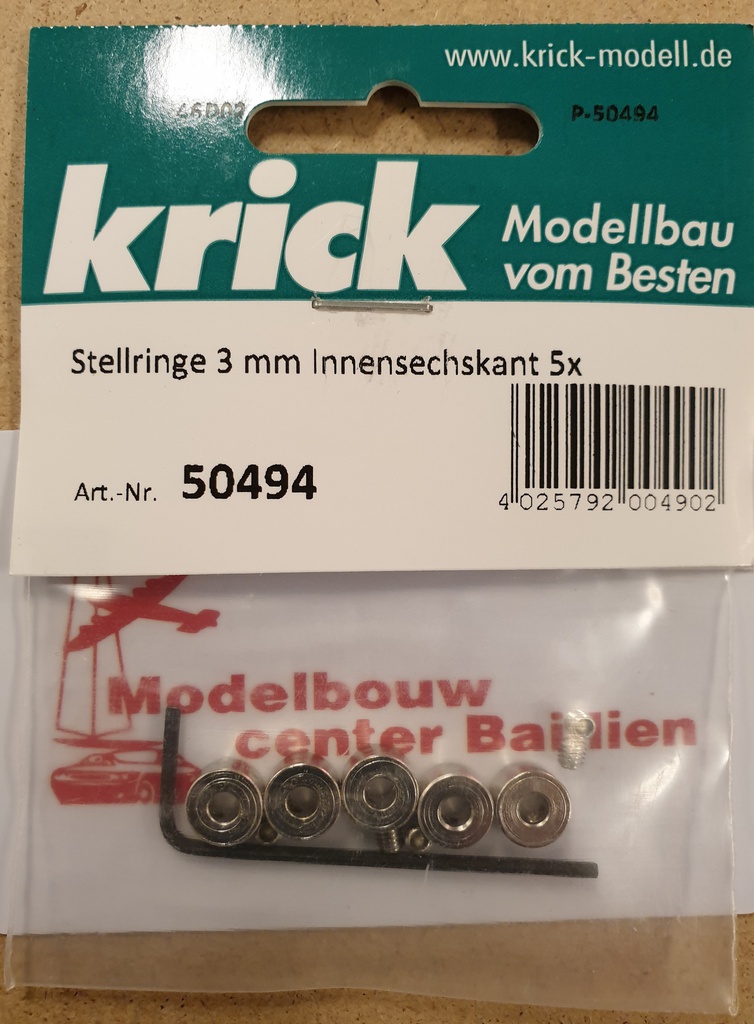 www.krick-modell.de
P-50494
krick
Modellbau
vom Besten
Stellringe 3 mm Innensechskant 5x
Art.-Nr. 50494
4 025792 004902
Modelbouw
center